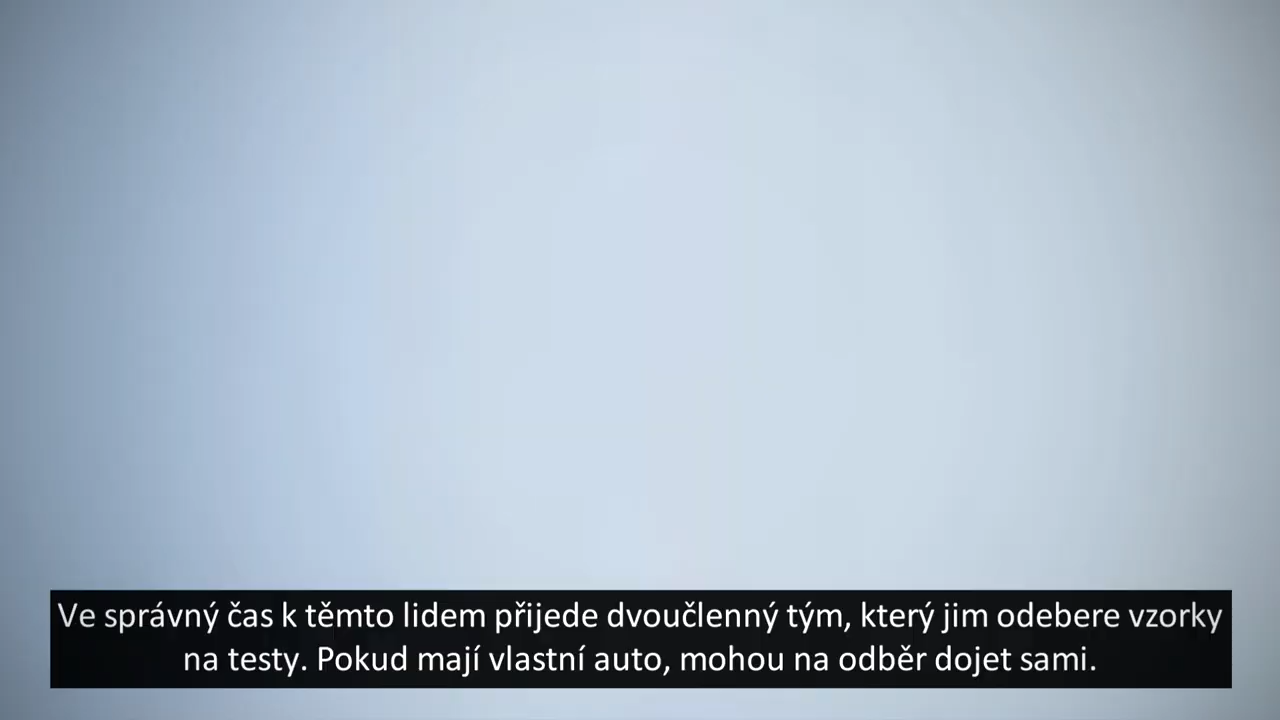 Ve správný čas k těmto lidem přijede dvoučlenný tým, který jim odebere vzorky
na testy. Pokud mají vlastní auto, mohou na odběr dojet sami.